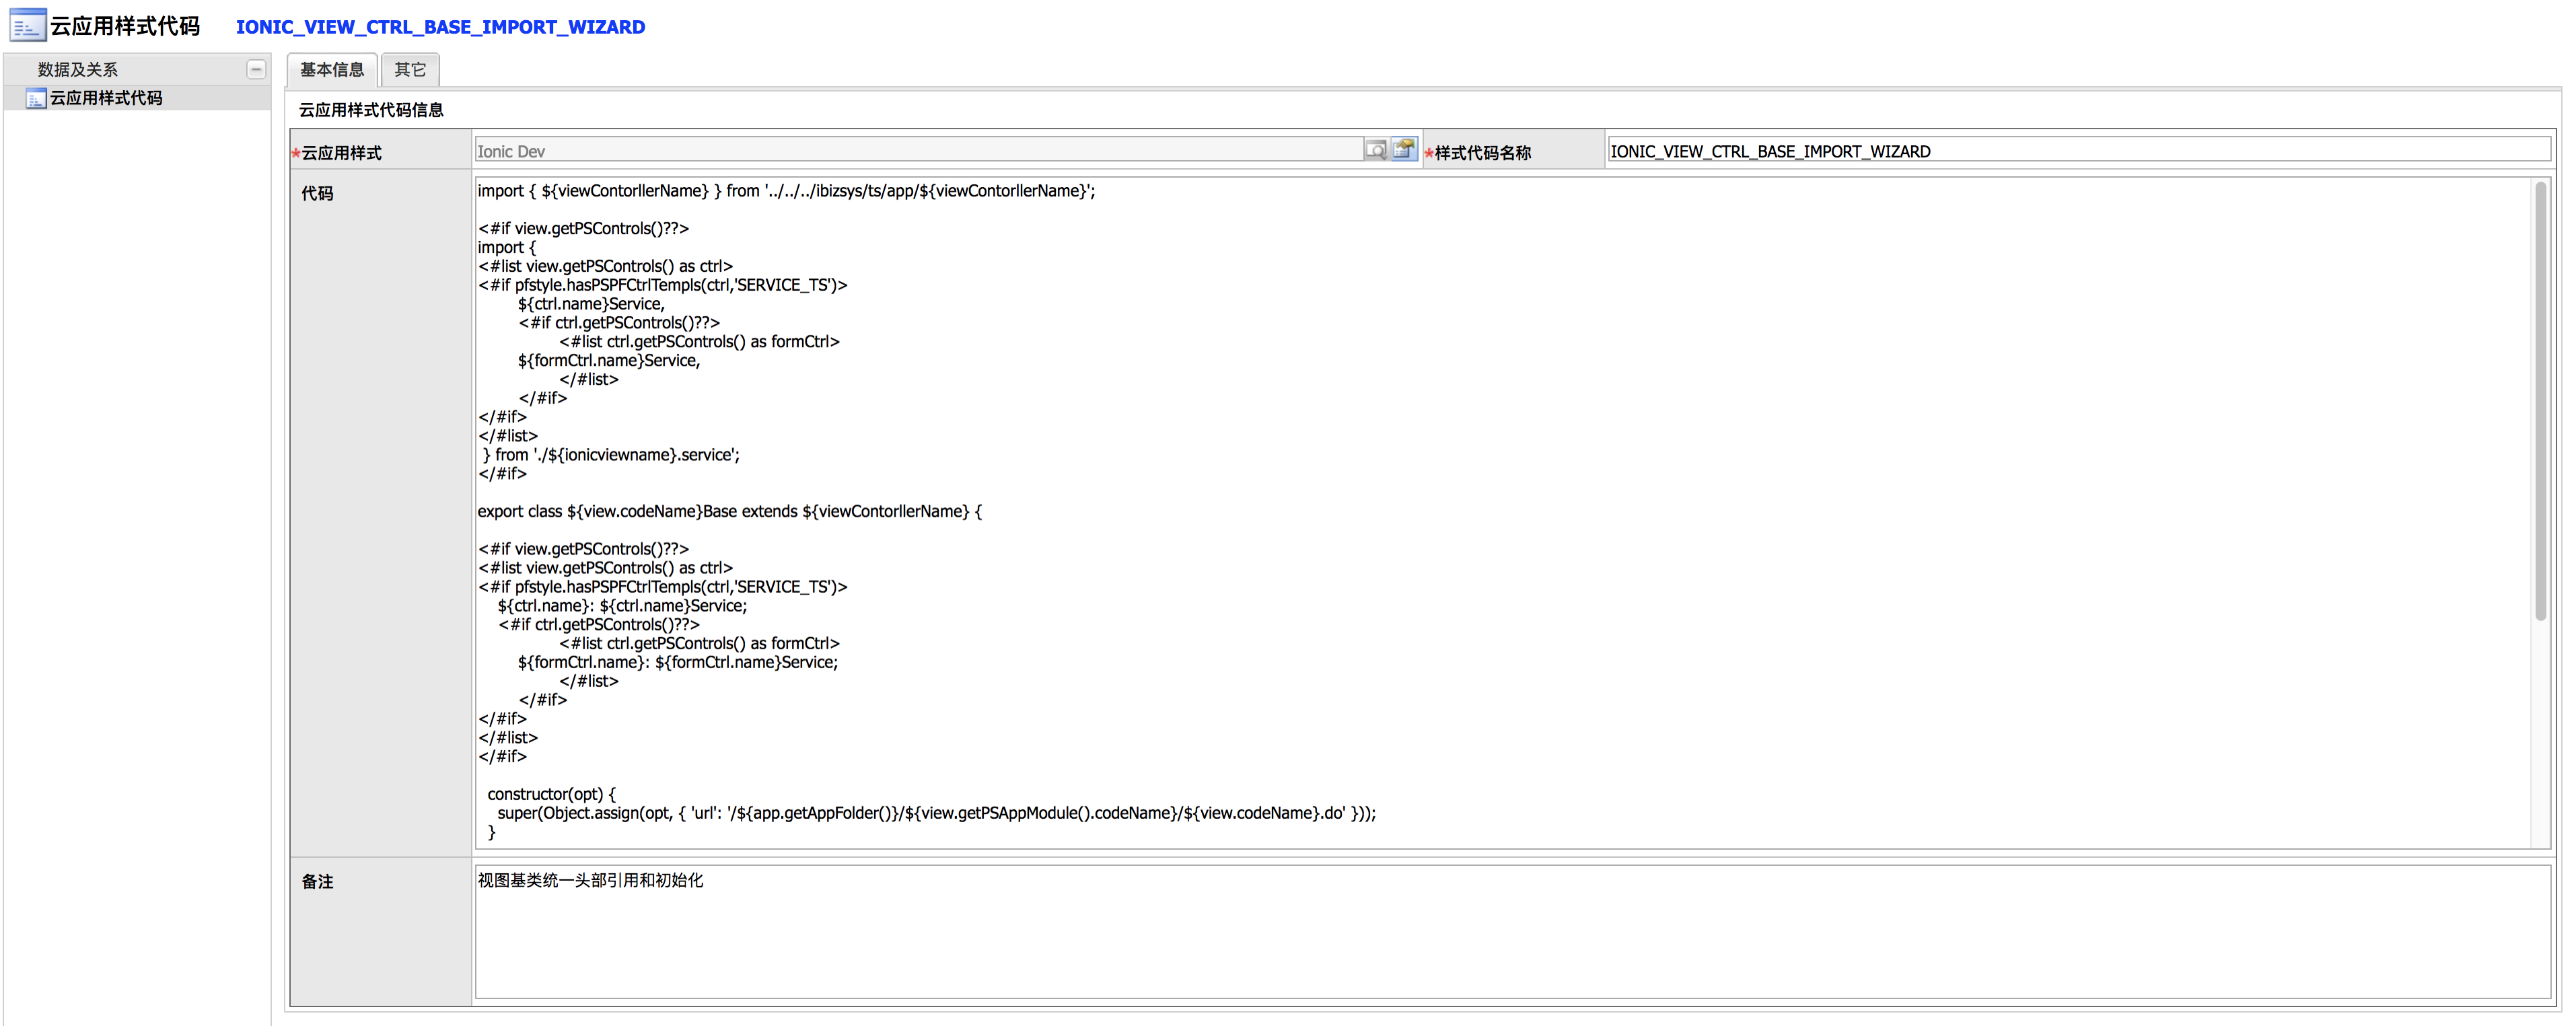 云应用样式代码 IONIC_VIEW_CTRL_BASE_IMPORT_WIZARD
数据及关系
云应用样式代码
基本信息 其它
云应用样式代码信息
*云应用样式 Ionic Dev *样式代码名称 IONIC_VIEW_CTRL_BASE_IMPORT_WIZARD
代码
import { ${viewContorllerName} } from '../../../ibizsys/ts/app/${viewContorllerName}';
<#if view.getPSControls()??>
import {
<#list view.getPSControls() as ctrl>
<#if pfstyle.hasPSPFCtrlTempls(ctrl,'SERVICE_TS')>
${ctrl.name}Service,
<#if ctrl.getPSControls()??>
<#list ctrl.getPSControls() as formCtrl>
${formCtrl.name}Service,
</#list>
</#if>
</#if>
</#list>
} from './${ionicviewname}.service';
</#if>
export class ${view.codeName}Base extends ${viewContorllerName} {
<#if view.getPSControls()??>
<#list view.getPSControls() as ctrl>
<#if pfstyle.hasPSPFCtrlTempls(ctrl,'SERVICE_TS')>
${ctrl.name}: ${ctrl.name}Service;
<#if ctrl.getPSControls()??>
<#list ctrl.getPSControls() as formCtrl>
${formCtrl.name}: ${formCtrl.name}Service;
</#list>
</#if>
</#if>
</#list>
</#if>
constructor(opt) {
super(Object.assign(opt, { 'url': '/${app.getAppFolder()}/${view.getPSAppModule().codeName}/${view.codeName}.do' }));
}
备注
视图基类统一头部引用和初始化